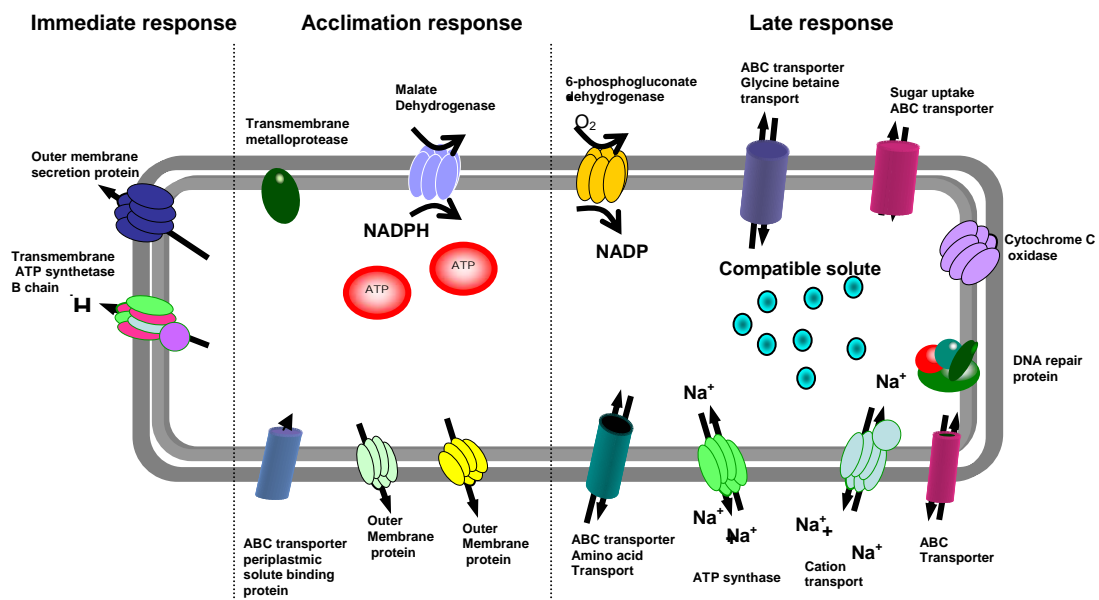 Immediate response
Acclimation response
Late response
Outer membrane
secretion protein
Transmembrane
ATP synthetase
B chain
H
Transmembrane
metalloprotease
Malate
Dehydrogenase
NADPH
ATP
ATP
ABC transporter
periplastmic
solute binding
protein
Outer
Membrane
protein
Outer
Membrane
protein
6-phosphogluconate
dehydrogenase
O₂
NADP
ABC transporter
Glycine betaine
transport
Sugar uptake
ABC transporter
Cytochrome C
oxidase
Compatible solute
DNA repair
protein
Na⁺
Na⁺
ABC transporter
Amino acid
Transport
Na⁺
Na⁺
ATP synthase
Na⁺
+
Na⁺
Cation
transport
ABC
Transporter